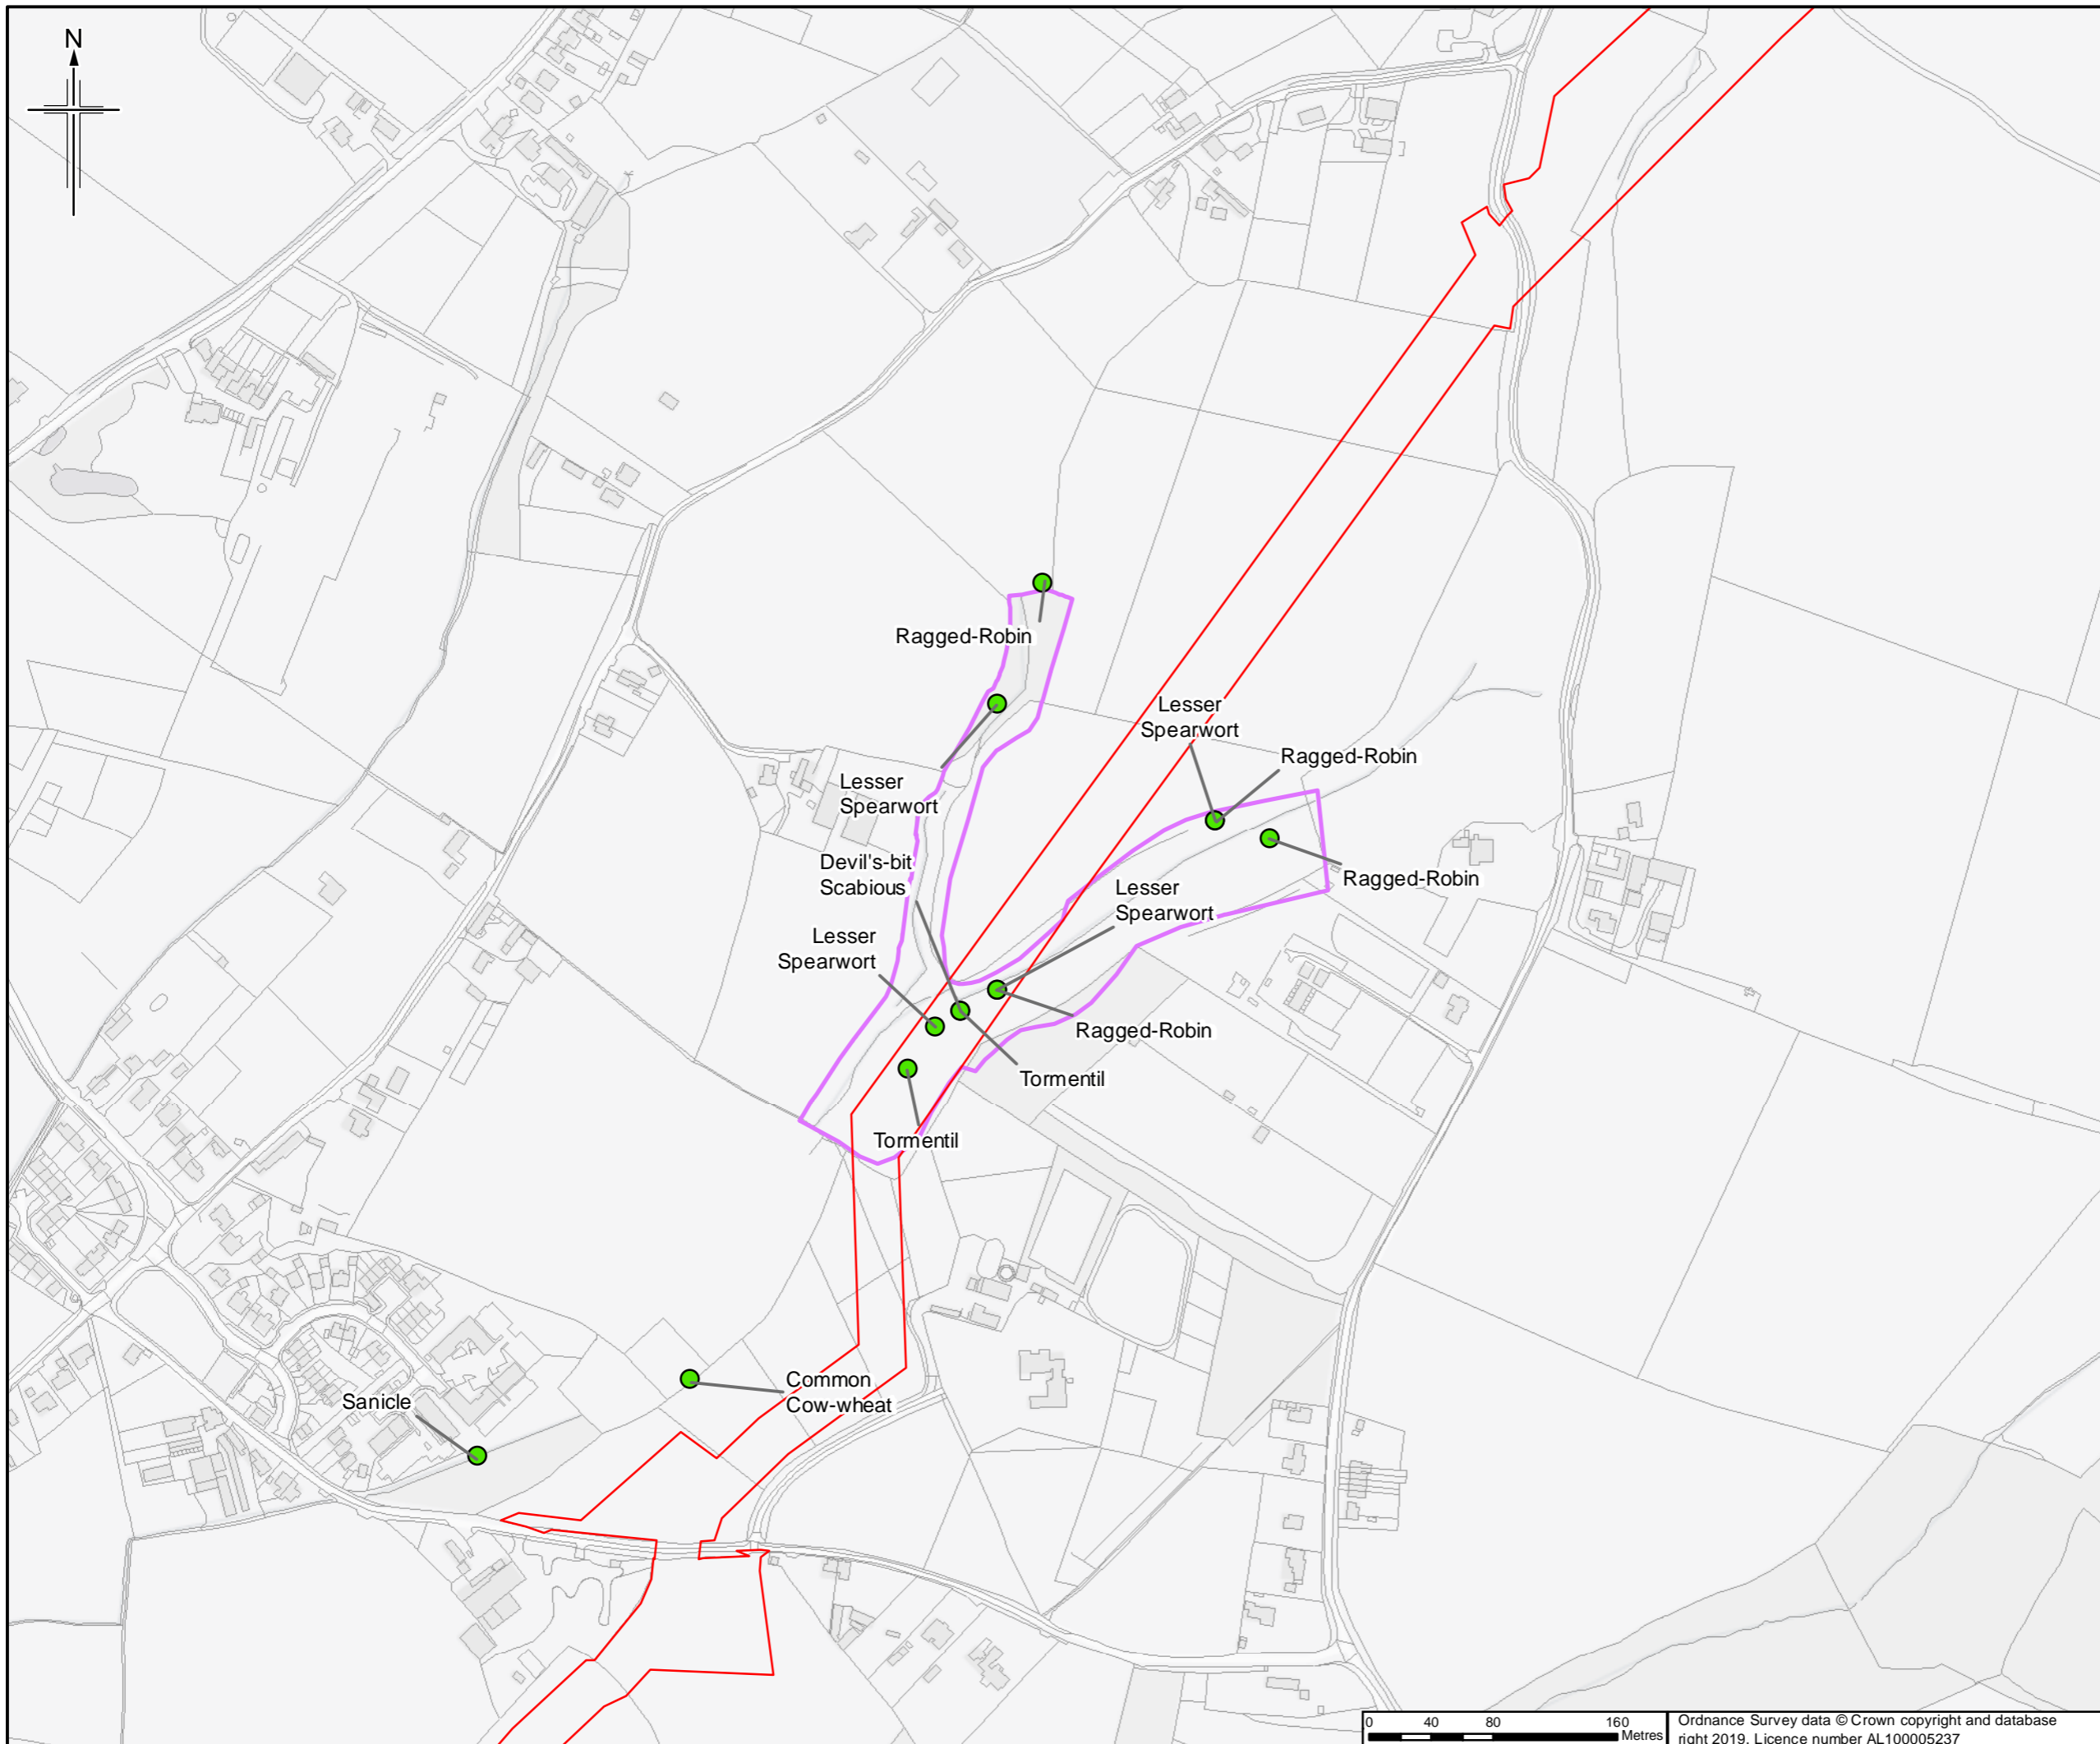 N
Ragged-Robin
Lesser
Spearwort
Ragged-Robin
Lesser
Spearwort
Devil's-bit
Scabious
Ragged-Robin
Lesser
Spearwort
Lesser
Spearwort
Ragged-Robin
Tormentil
Tormentil
Common
Cow-wheat
Sanicle
0 40 80 160
Metres
Ordnance Survey data © Crown copyright and database
right 2019. Licence number AL100005237